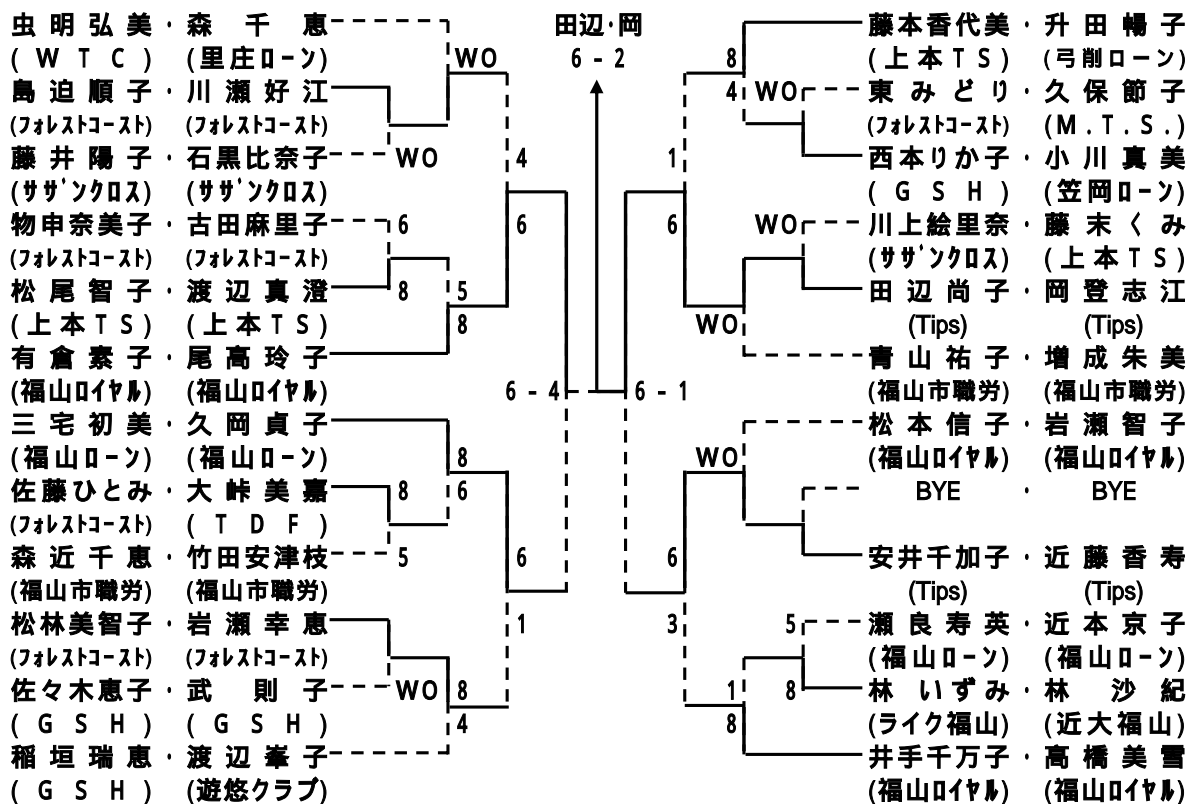 虫明弘美・森千恵
(WTC) (里庄ローン)
WO
島迫順子・川瀬好江
(フォレストコースト) (フォレストコースト)
藤井陽子・石黒比奈子
WO
4
(ササ゛ンクロス) (ササ゛ンクロス)
物申奈美子・古田麻里子
6
6
(フォレストコースト) (フォレストコースト)
松尾智子・渡辺真澄
8
5
(上本TS) (上本TS)
8
有倉素子・尾高玲子
(福山ロイヤル) (福山ロイヤル)
6-4
三宅初美・久岡貞子
(福山ローン) (福山ローン)
8
佐藤ひとみ・大峠美嘉
8
6
(フォレストコースト) (TDF)
森近千恵・竹田安津枝
5
6
(福山市職労) (福山市職労)
松林美智子・岩瀬幸恵
1
(フォレストコースト) (フォレストコースト)
佐々木恵子・武則子
WO
8
(GSH) (GSH)
4
稲垣瑞恵・渡辺峯子
(GSH) (遊悠クラブ)
田辺・岡
6-2
藤本香代美・升田暢子
8
(上本TS) (弓削ローン)
4
WO
東みどり・久保節子
(フォレストコースト) (M.T.S.)
1
西本りか子・小川真美
(GSH) (笠岡ローン)
6
WO
川上絵里奈・藤末くみ
(ササ゛ンクロス) (上本TS)
田辺尚子・岡登志江
WO
(Tips) (Tips)
青山祐子・増成朱美
6-1
(福山市職労) (福山市職労)
松本信子・岩瀬智子
WO
(福山ロイヤル) (福山ロイヤル)
BYE・BYE
6
安井千加子・近藤香寿
(Tips) (Tips)
3
5
瀬良寿英・近本京子
(福山ローン) (福山ローン)
1
8
林いずみ・林沙紀
8
(ライク福山) (近大福山)
井手千万子・高橋美雪
(福山ロイヤル) (福山ロイヤル)